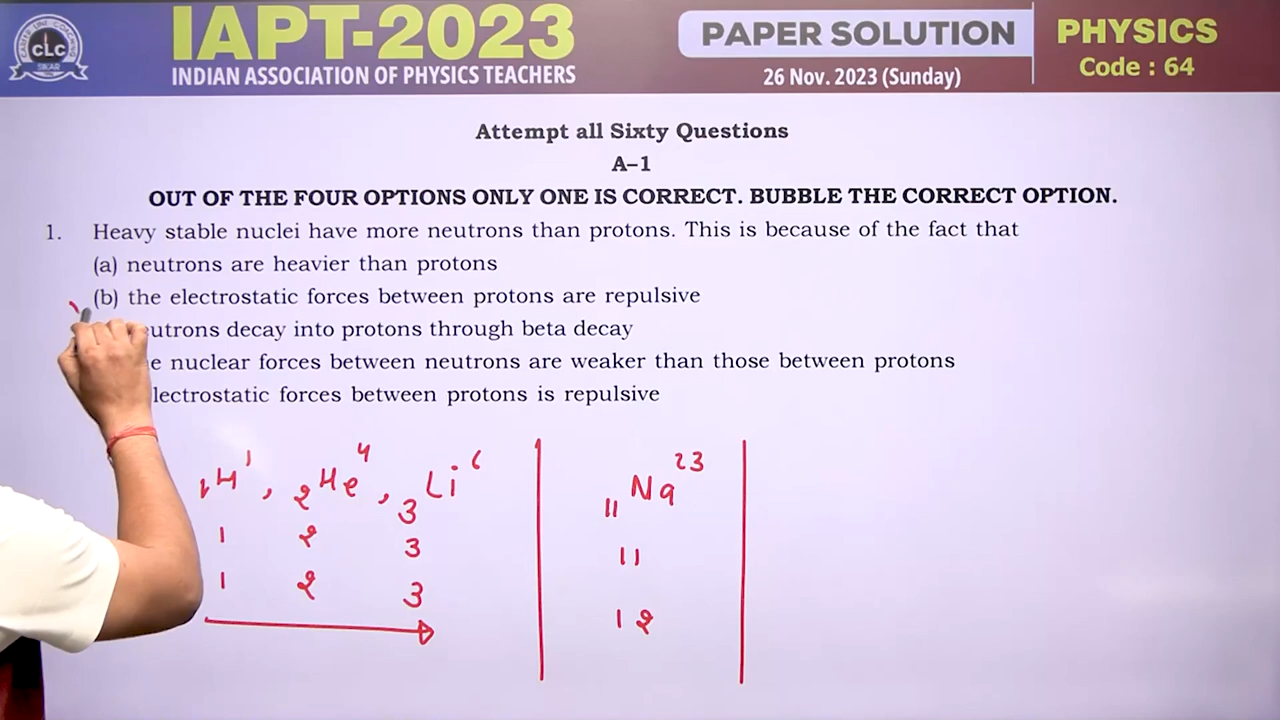 CLC
SIKAR
IAPT-2023
INDIAN ASSOCIATION OF PHYSICS TEACHERS
PAPER SOLUTION
26 Nov. 2023 (Sunday)
PHYSICS
Code : 64
Attempt all Sixty Questions
A–1
OUT OF THE FOUR OPTIONS ONLY ONE IS CORRECT. BUBBLE THE CORRECT OPTION.
1. Heavy stable nuclei have more neutrons than protons. This is because of the fact that
(a) neutrons are heavier than protons
(b) the electrostatic forces between protons are repulsive
eutrons decay into protons through beta decay
e nuclear forces between neutrons are weaker than those between protons
lectrostatic forces between protons is repulsive
₁H¹ , ₂He⁴ , ₃Li⁶
1 2 3
1 2 3
₁₁Na²³
11
12